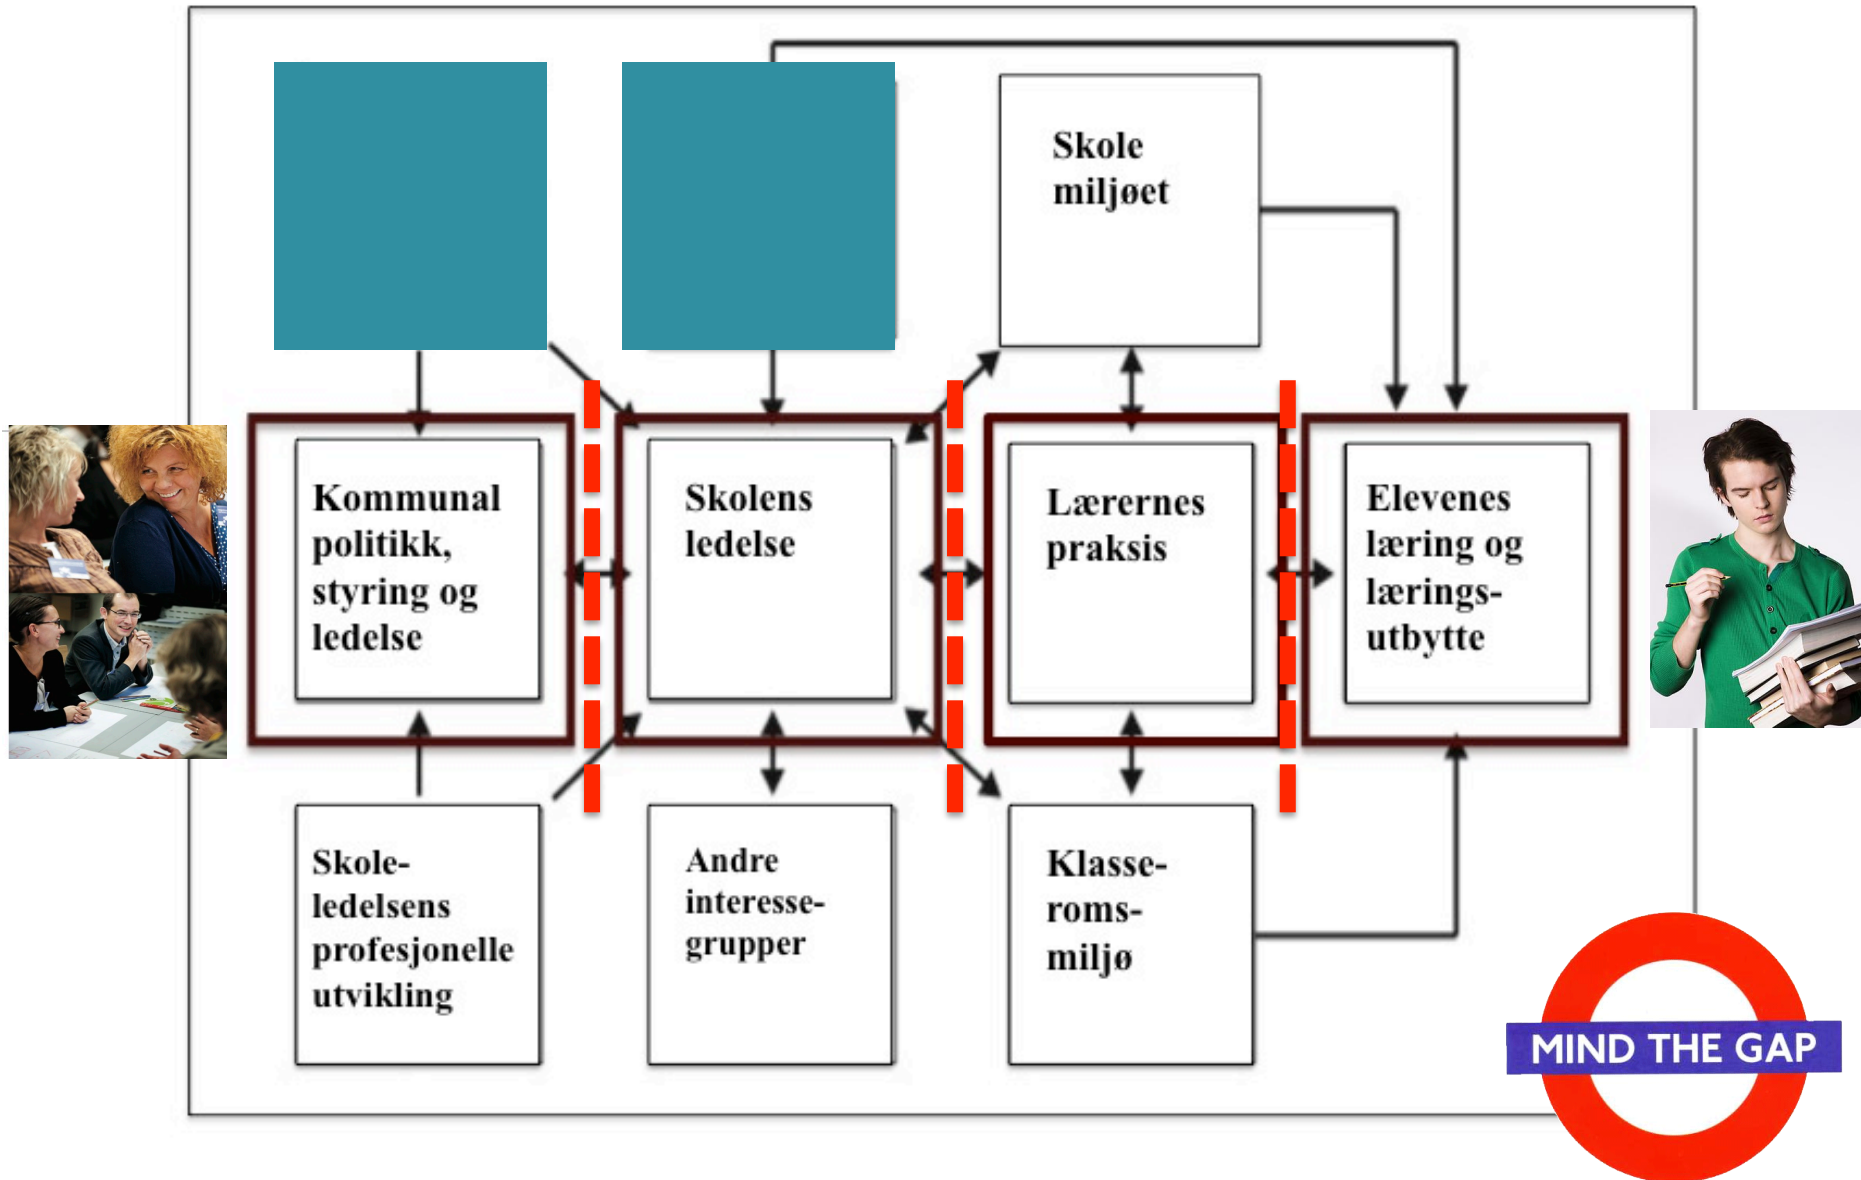 Skole
miljøet
Kommunal
politikk,
styring og
ledelse
Skolens
ledelse
Lærernes
praksis
Elevenes
læring og
lærings-
utbytte
Skole-
ledelsens
profesjonelle
utvikling
Andre
interesse-
grupper
Klasse-
roms-
miljø
MIND THE GAP